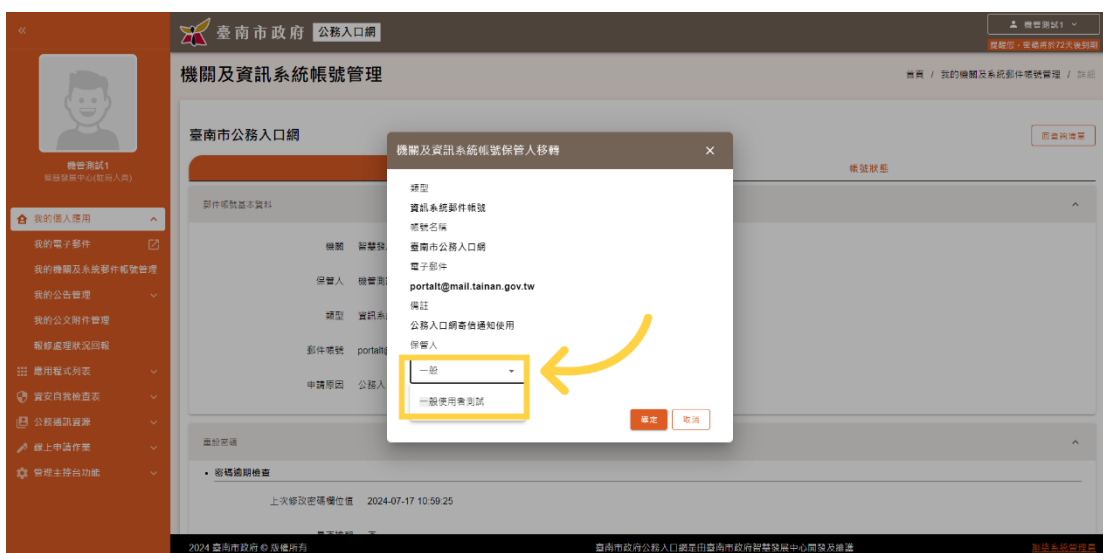 臺南市政府 公務入口網
機管測試1
提醒您，密碼將於72天後到期
機關及資訊系統帳號管理
首頁 / 我的機關及系統郵件帳號管理 / 詳細
機管測試1
智慧發展中心(駐局人員)
我的個人應用
我的電子郵件
我的機關及系統郵件帳號管理
我的公告管理
我的公文附件管理
報修處理狀況回報
應用程式列表
資安自我檢查表
公務通訊資源
線上申請作業
管理主控台功能
臺南市公務入口網
回查詢清單
帳號狀態
郵件帳號基本資料
機關 智慧發
保管人 機管測
類型 資訊系
郵件帳號 portalt@
申請原因 公務人
機關及資訊系統帳號保管人移轉 ×
類型
資訊系統郵件帳號
帳號名稱
臺南市公務入口網
電子郵件
portalt@mail.tainan.gov.tw
備註
公務入口網寄信通知使用
保管人
一般
一般使用者測試
確定 取消
重設密碼
• 密碼逾期檢查
上次修改密碼欄位值 2024-07-17 10:59:25
2024 臺南市政府 © 版權所有
臺南市政府公務入口網是由臺南市政府智慧發展中心開發及維護
聯絡系統管理員